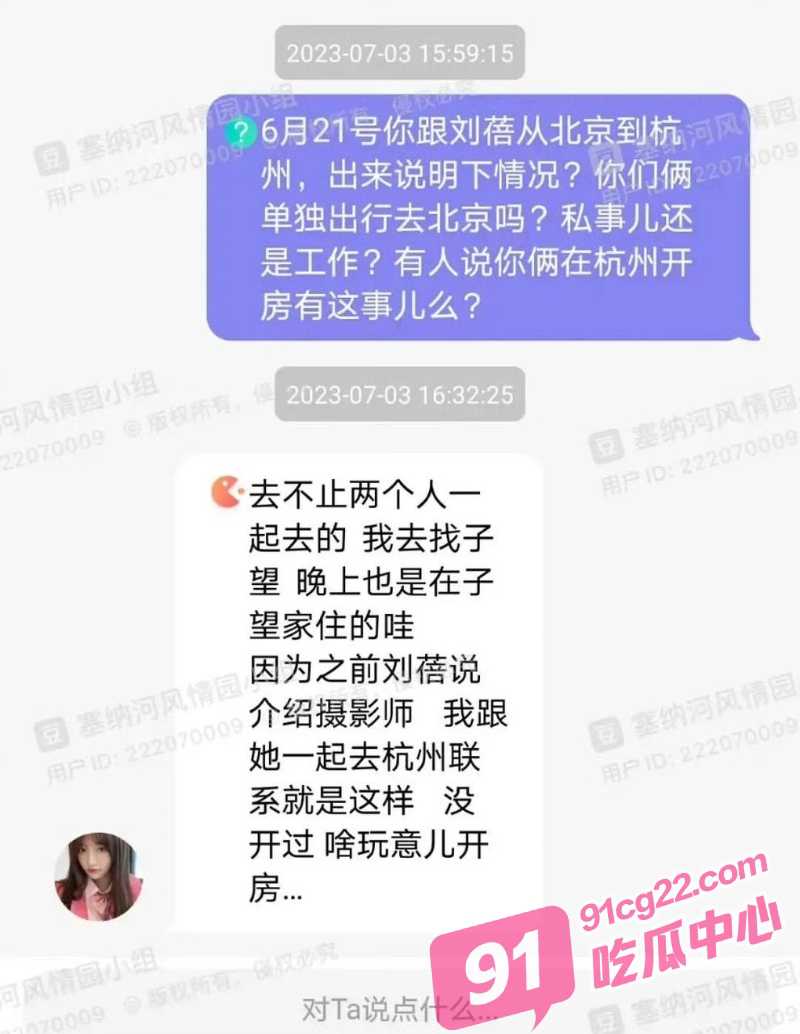 2023-07-03 15:59:15
6月21号你跟刘蓓从北京到杭
州，出来说明下情况？你们俩
单独出行去北京吗？私事儿还
是工作？有人说你俩在杭州开
房有这事儿么？
2023-07-03 16:32:25
去不止两个人一
起去的 我去找子
望 晚上也是在子
望家住的哇
因为之前刘蓓说
介绍摄影师 我跟
她一起去杭州联
系就是这样 没
开过 啥玩意儿开
房...
对Ta说点什么...
91
91cg22.com
吃瓜中心
豆 塞纳河风情园小组
用户 ID: 222070009
© 版权所有，侵权必究